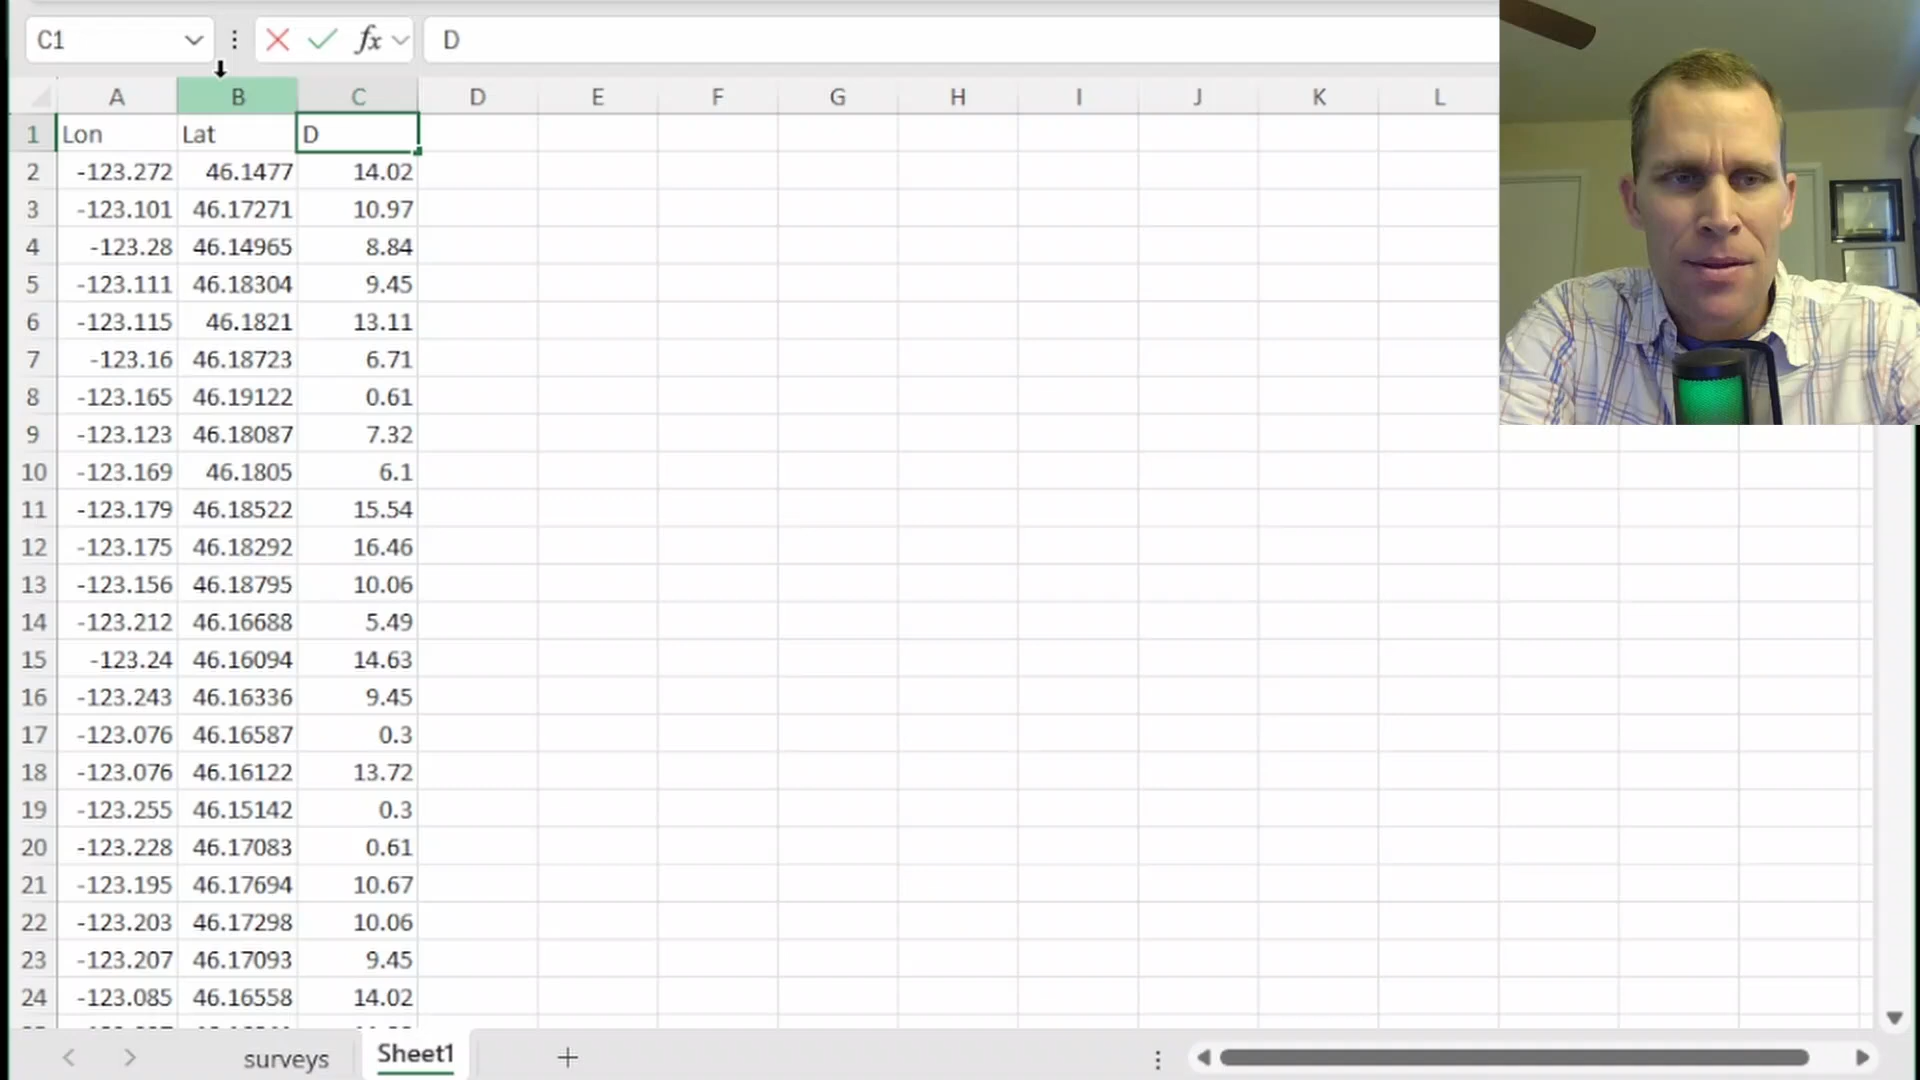 C1 fx D
A B C D E F G H I J K L
1 Lon Lat D
2 -123.272 46.1477 14.02
3 -123.101 46.17271 10.97
4 -123.28 46.14965 8.84
5 -123.111 46.18304 9.45
6 -123.115 46.1821 13.11
7 -123.16 46.18723 6.71
8 -123.165 46.19122 0.61
9 -123.123 46.18087 7.32
10 -123.169 46.1805 6.1
11 -123.179 46.18522 15.54
12 -123.175 46.18292 16.46
13 -123.156 46.18795 10.06
14 -123.212 46.16688 5.49
15 -123.24 46.16094 14.63
16 -123.243 46.16336 9.45
17 -123.076 46.16587 0.3
18 -123.076 46.16122 13.72
19 -123.255 46.15142 0.3
20 -123.228 46.17083 0.61
21 -123.195 46.17694 10.67
22 -123.203 46.17298 10.06
23 -123.207 46.17093 9.45
24 -123.085 46.16558 14.02
surveys Sheet1